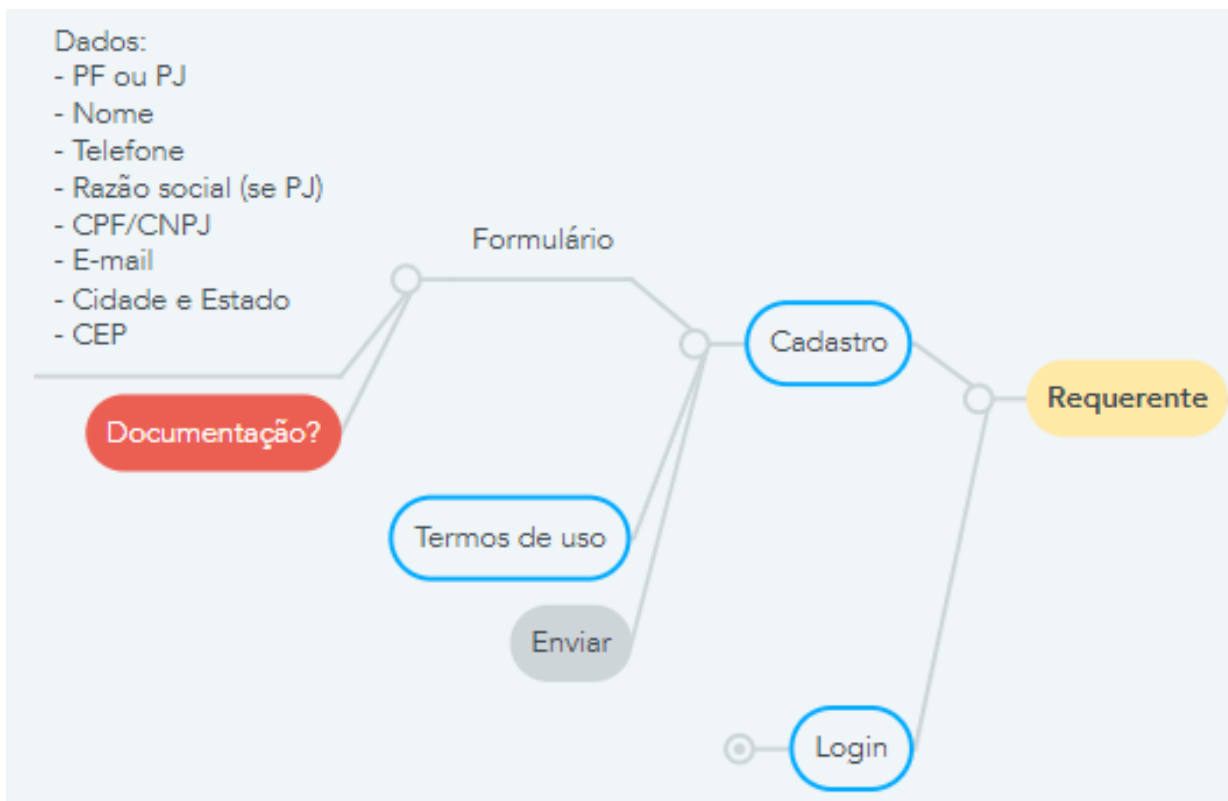 Dados:
- PF ou PJ
- Nome
- Telefone
- Razão social (se PJ)
- CPF/CNPJ
- E-mail
- Cidade e Estado
- CEP
Formulário
Cadastro
Requerente
Documentação?
Termos de uso
Enviar
Login